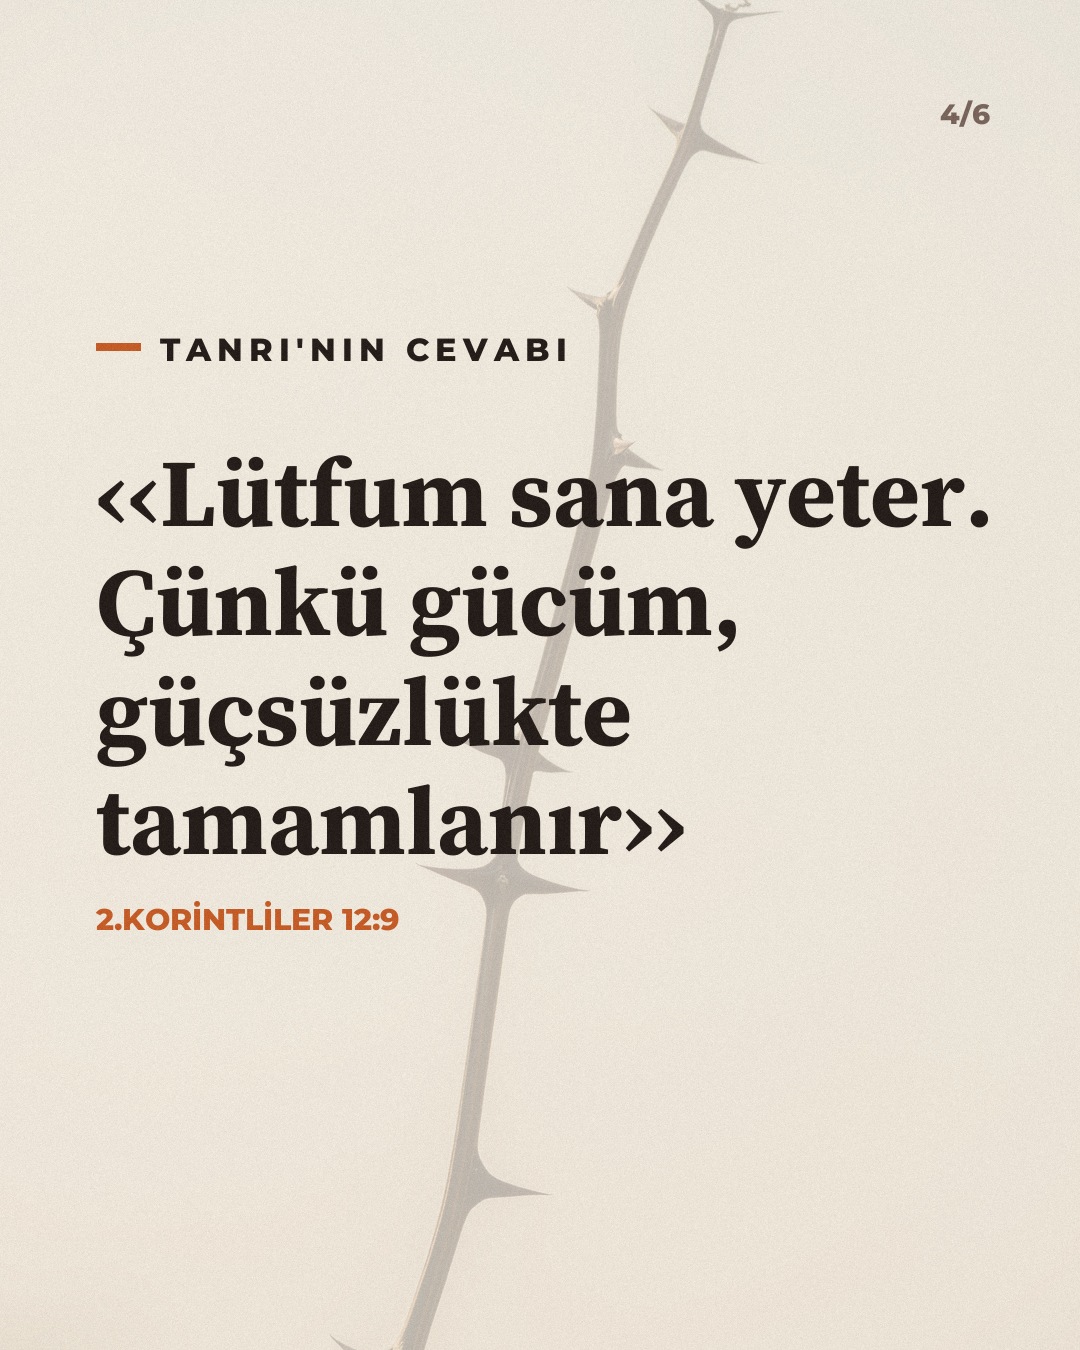 4/6
TANRI'NIN CEVABI
‹‹Lütfum sana yeter.
Çünkü gücüm,
güçsüzlükte
tamamlanır››
2.KORİNTLİLER 12:9